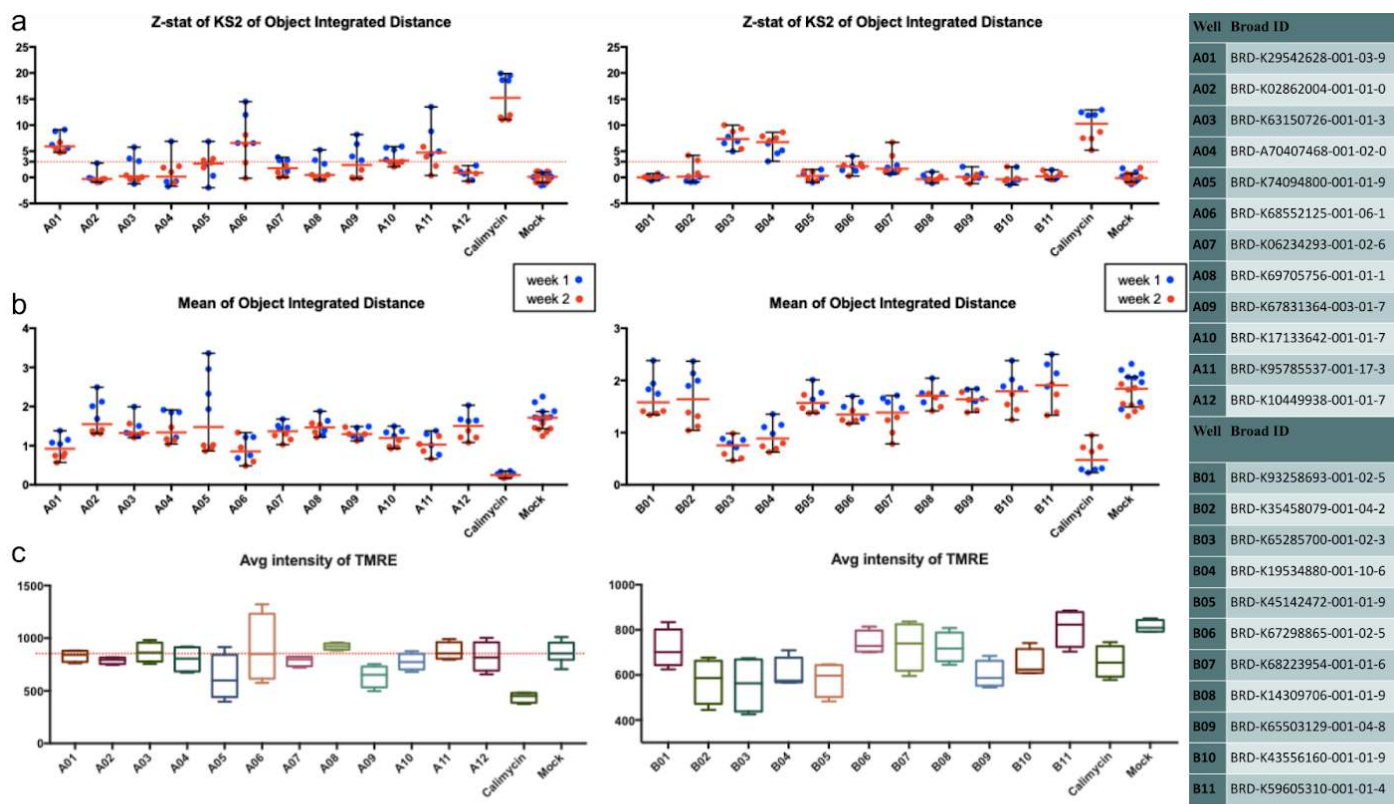 a
Z-stat of KS2 of Object Integrated Distance
25
20
15
10
5
3
0
-5
A01 A02 A03 A04 A05 A06 A07 A08 A09 A10 A11 A12 Calimycin Mock
Z-stat of KS2 of Object Integrated Distance
25
20
15
10
5
3
0
-5
B01 B02 B03 B04 B05 B06 B07 B08 B09 B10 B11 Calimycin Mock
week 1
week 2
week 1
week 2
b
Mean of Object Integrated Distance
4
3
2
1
0
A01 A02 A03 A04 A05 A06 A07 A08 A09 A10 A11 A12 Calimycin Mock
Mean of Object Integrated Distance
3
2
1
0
B01 B02 B03 B04 B05 B06 B07 B08 B09 B10 B11 Calimycin Mock
c
Avg intensity of TMRE
1500
1000
500
0
A01 A02 A03 A04 A05 A06 A07 A08 A09 A10 A11 A12 Calimycin Mock
Avg intensity of TMRE
1000
800
600
400
B01 B02 B03 B04 B05 B06 B07 B08 B09 B10 B11 Calimycin Mock
Well Broad ID
A01 BRD-K29542628-001-03-9
A02 BRD-K02862004-001-01-0
A03 BRD-K63150726-001-01-3
A04 BRD-A70407468-001-02-0
A05 BRD-K74094800-001-01-9
A06 BRD-K68552125-001-06-1
A07 BRD-K06234293-001-02-6
A08 BRD-K69705756-001-01-1
A09 BRD-K67831364-003-01-7
A10 BRD-K17133642-001-01-7
A11 BRD-K95785537-001-17-3
A12 BRD-K10449938-001-01-7
Well Broad ID
B01 BRD-K93258693-001-02-5
B02 BRD-K35458079-001-04-2
B03 BRD-K65285700-001-02-3
B04 BRD-K19534880-001-10-6
B05 BRD-K45142472-001-01-9
B06 BRD-K67298865-001-02-5
B07 BRD-K68223954-001-01-6
B08 BRD-K14309706-001-01-9
B09 BRD-K65503129-001-04-8
B10 BRD-K43556160-001-01-9
B11 BRD-K59605310-001-01-4